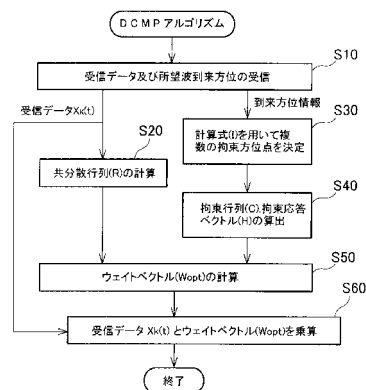 DCMPアルゴリズム
S10
受信データ及び所望波到来方位の受信
受信データXk(t)
到来方位情報
S20
共分散行列(R)の計算
S30
計算式(I)を用いて複
数の拘束方位点を決定
S40
拘束行列(C),拘束応答
ベクトル(H)の算出
S50
ウェイトベクトル(Wopt)の計算
S60
受信データ Xk(t) とウェイトベクトル(Wopt)を乗算
終了